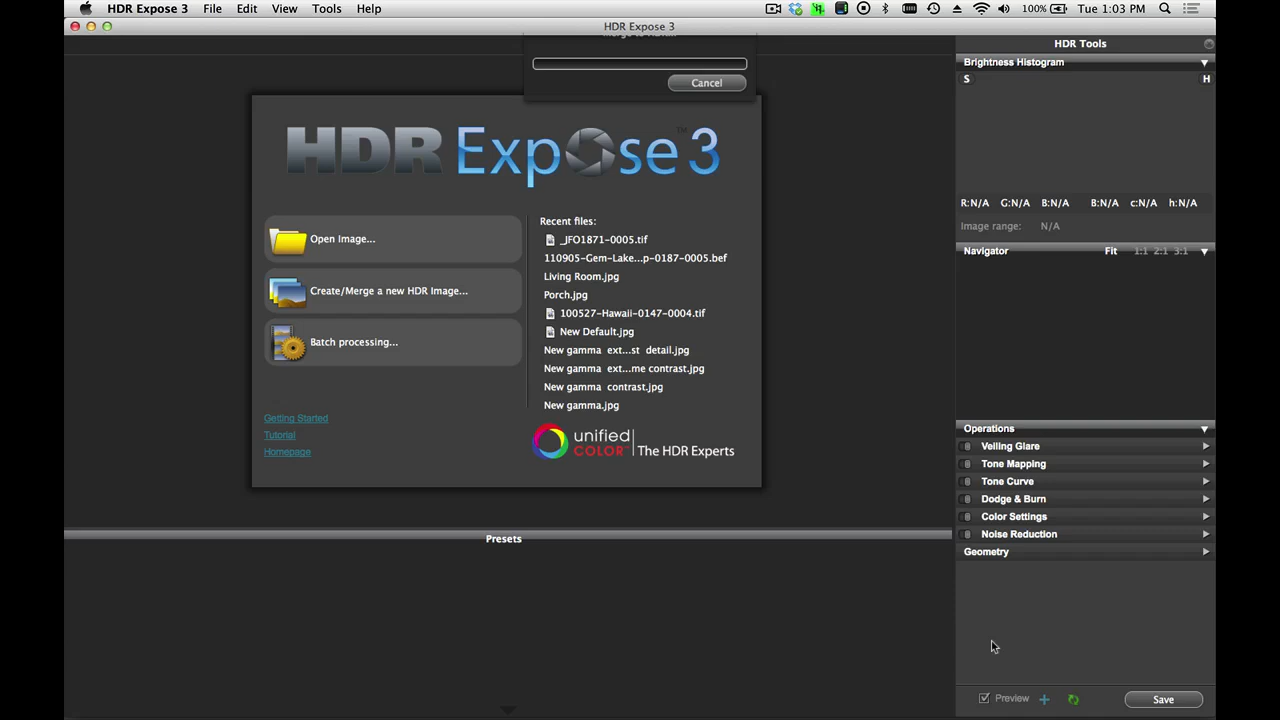 HDR Expose 3 File Edit View Tools Help 100% Tue 1:03 PM
HDR Expose 3
Cancel
HDR Expose™3
Open Image...
Create/Merge a new HDR Image...
Batch processing...
Getting Started
Tutorial
Homepage
Recent files:
_JFO1871-0005.tif
110905-Gem-Lake...p-0187-0005.bef
Living Room.jpg
Porch.jpg
100527-Hawaii-0147-0004.tif
New Default.jpg
New gamma ext...st detail.jpg
New gamma ext...me contrast.jpg
New gamma contrast.jpg
New gamma.jpg
unified COLOR™ The HDR Experts
Presets
HDR Tools
Brightness Histogram
S H
R:N/A G:N/A B:N/A B:N/A c:N/A h:N/A
Image range: N/A
Navigator Fit 1:1 2:1 3:1
Operations
Veiling Glare
Tone Mapping
Tone Curve
Dodge & Burn
Color Settings
Noise Reduction
Geometry
Preview Save